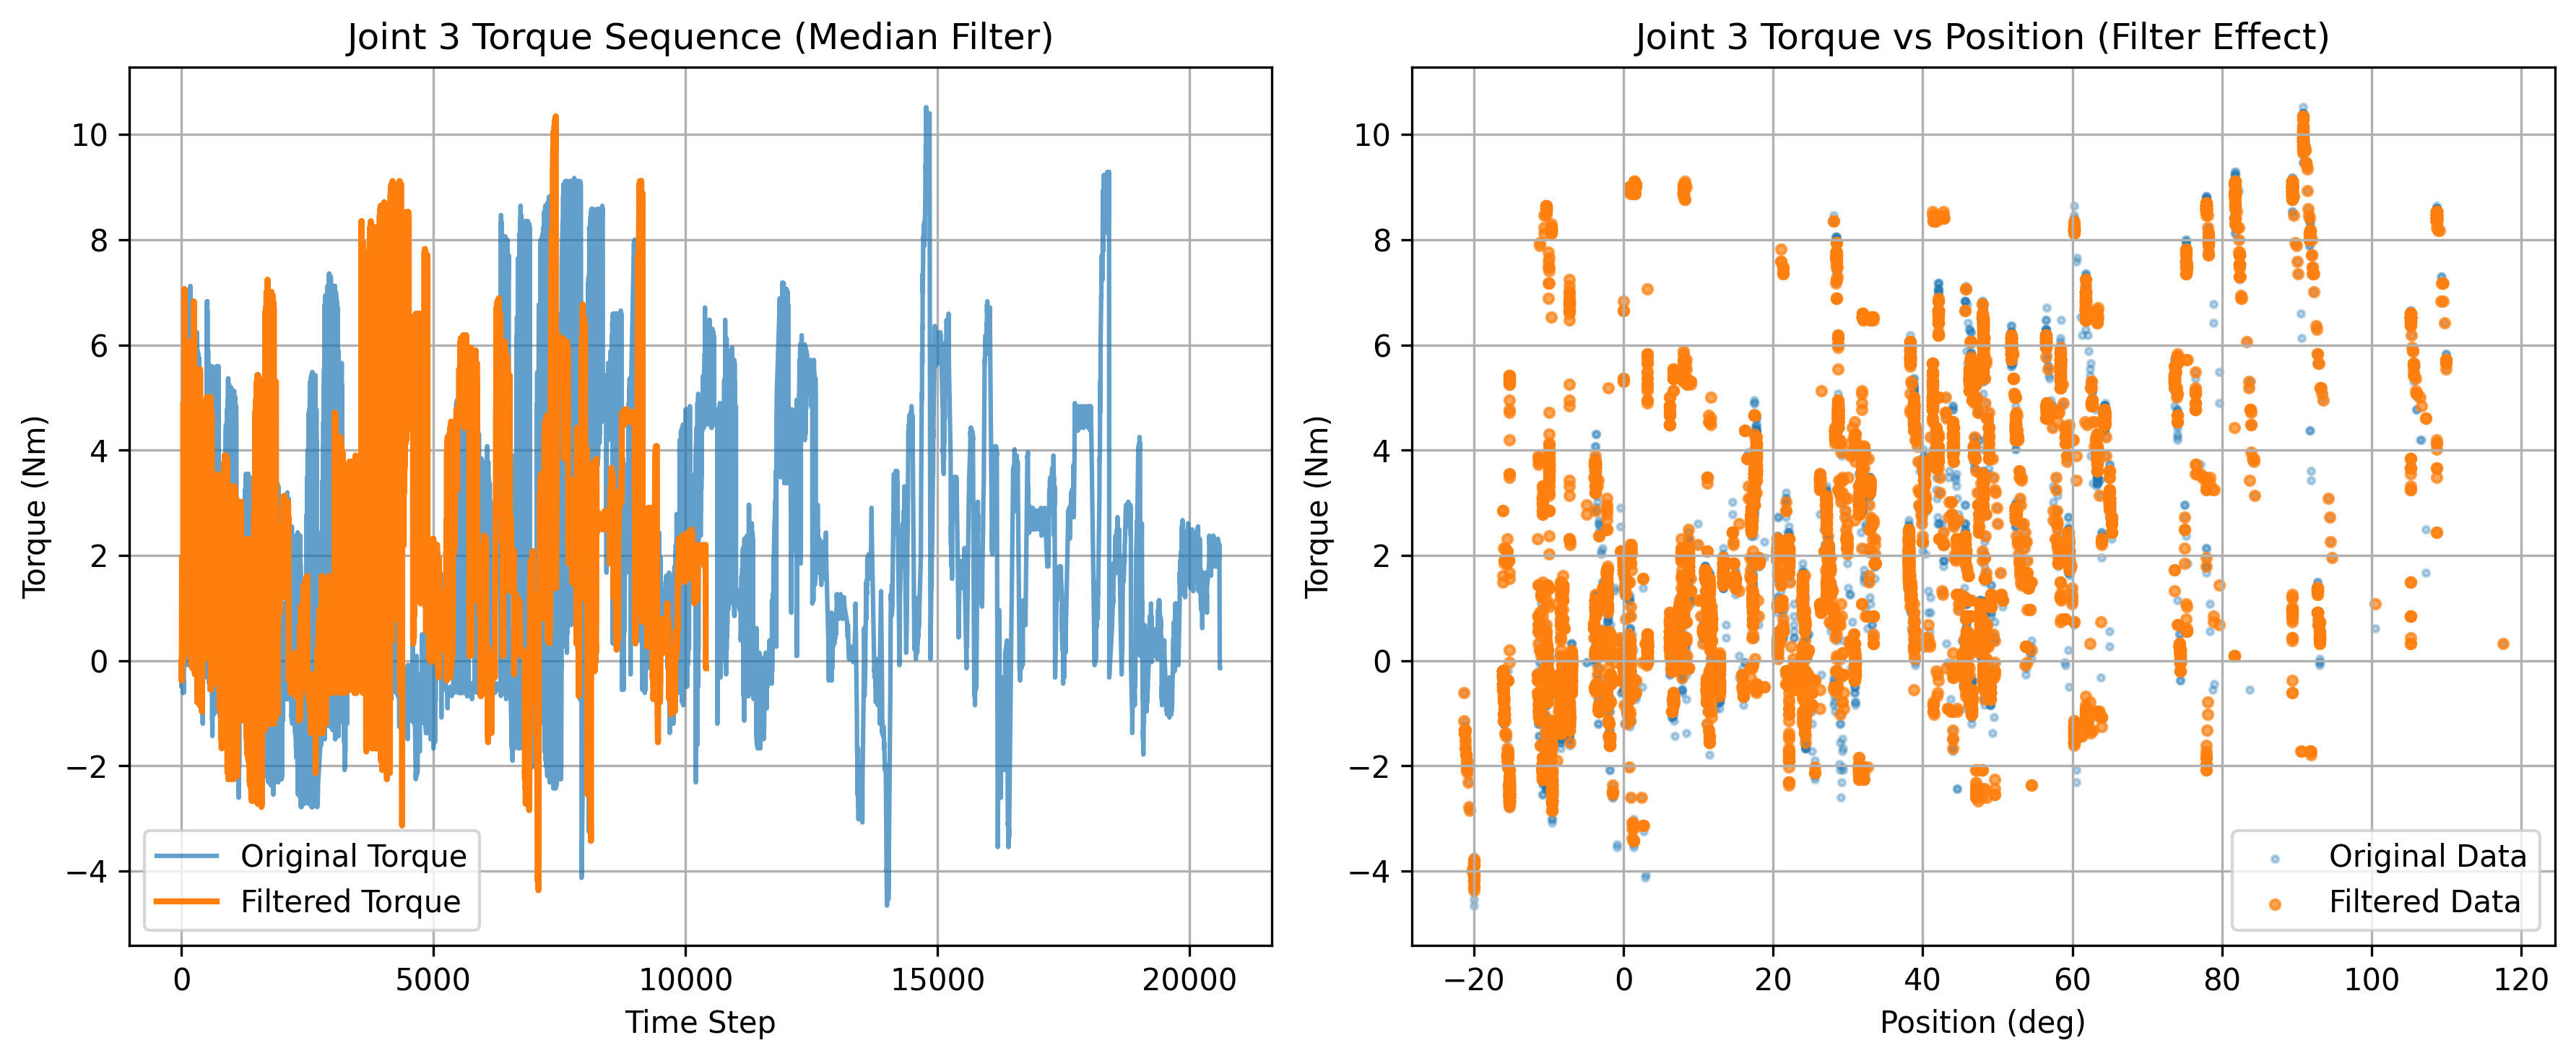 Joint 3 Torque Sequence (Median Filter)
Torque (Nm)
10
8
6
4
2
0
−2
−4
Original Torque
Filtered Torque
0
5000
10000
15000
20000
Time Step
Joint 3 Torque vs Position (Filter Effect)
Torque (Nm)
10
8
6
4
2
0
−2
−4
Original Data
Filtered Data
−20
0
20
40
60
80
100
120
Position (deg)